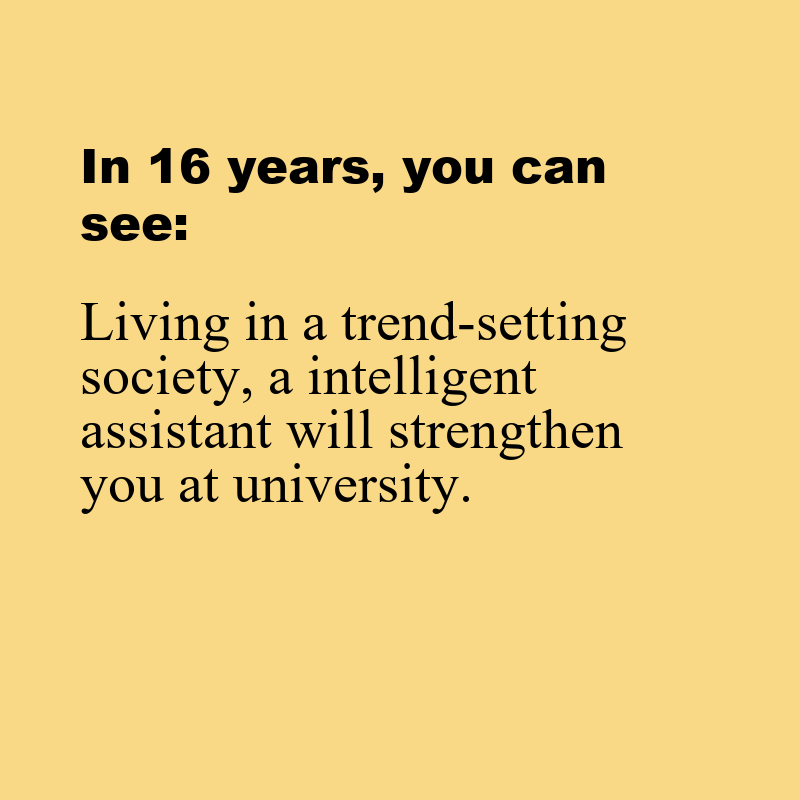 In 16 years, you can
see:
Living in a trend-setting
society, a intelligent
assistant will strengthen
you at university.